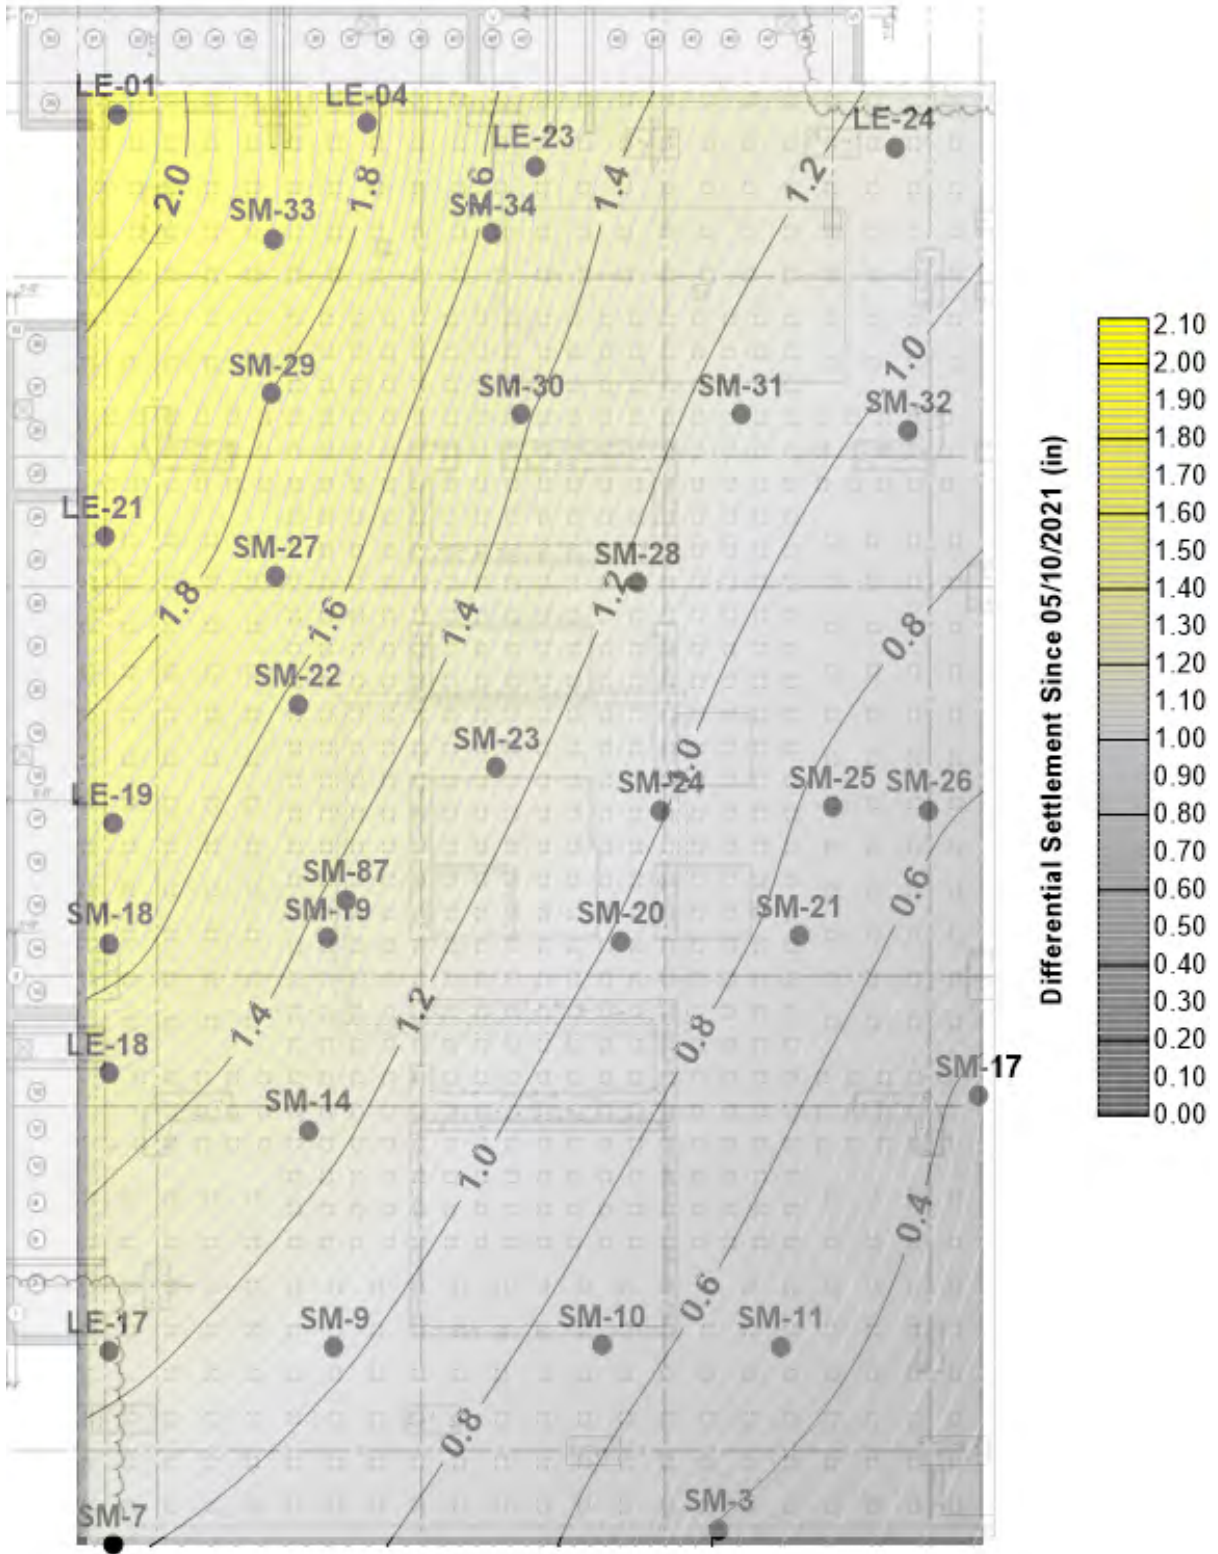 LE-01
LE-04
LE-24
LE-23
2.0
1.8
1.6
1.4
1.2
SM-33
SM-34
1.0
SM-29
SM-30
SM-31
SM-32
LE-21
SM-27
SM-28
1.8
1.6
1.4
1.2
0.8
SM-22
SM-23
1.0
LE-19
SM-24
SM-25
SM-26
SM-87
0.6
SM-18
SM-19
SM-20
SM-21
1.4
1.2
0.8
LE-18
SM-17
SM-14
1.0
0.4
0.6
LE-17
SM-9
SM-10
SM-11
0.8
SM-7
SM-3
Differential Settlement Since 05/10/2021 (in)
2.10
2.00
1.90
1.80
1.70
1.60
1.50
1.40
1.30
1.20
1.10
1.00
0.90
0.80
0.70
0.60
0.50
0.40
0.30
0.20
0.10
0.00